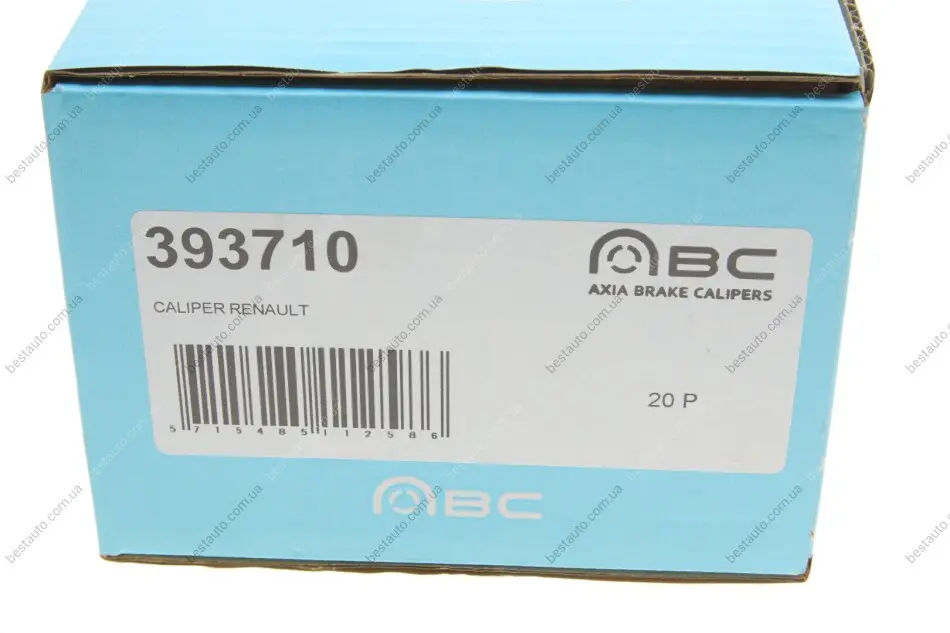 393710
ABC
AXIA BRAKE CALIPERS
CALIPER RENAULT
20 P
5715485112586
ABC
bestauto.com.ua